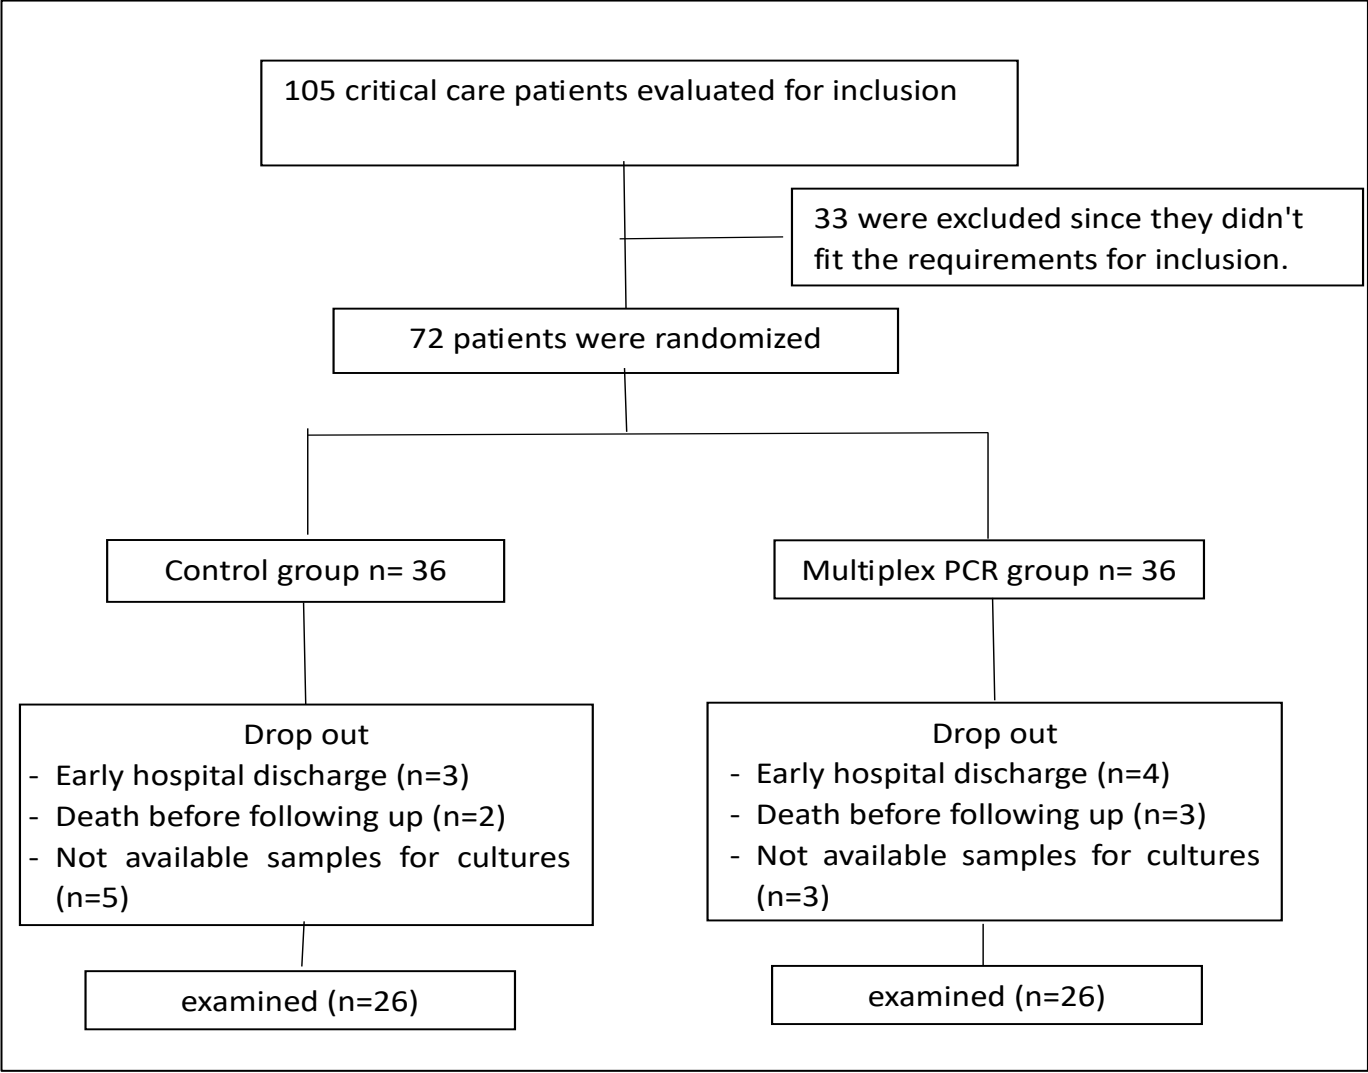 105 critical care patients evaluated for inclusion
33 were excluded since they didn't
fit the requirements for inclusion.
72 patients were randomized
Control group n= 36
Multiplex PCR group n= 36
Drop out
- Early hospital discharge (n=3)
- Death before following up (n=2)
- Not available samples for cultures
(n=5)
Drop out
- Early hospital discharge (n=4)
- Death before following up (n=3)
- Not available samples for cultures
(n=3)
examined (n=26)
examined (n=26)